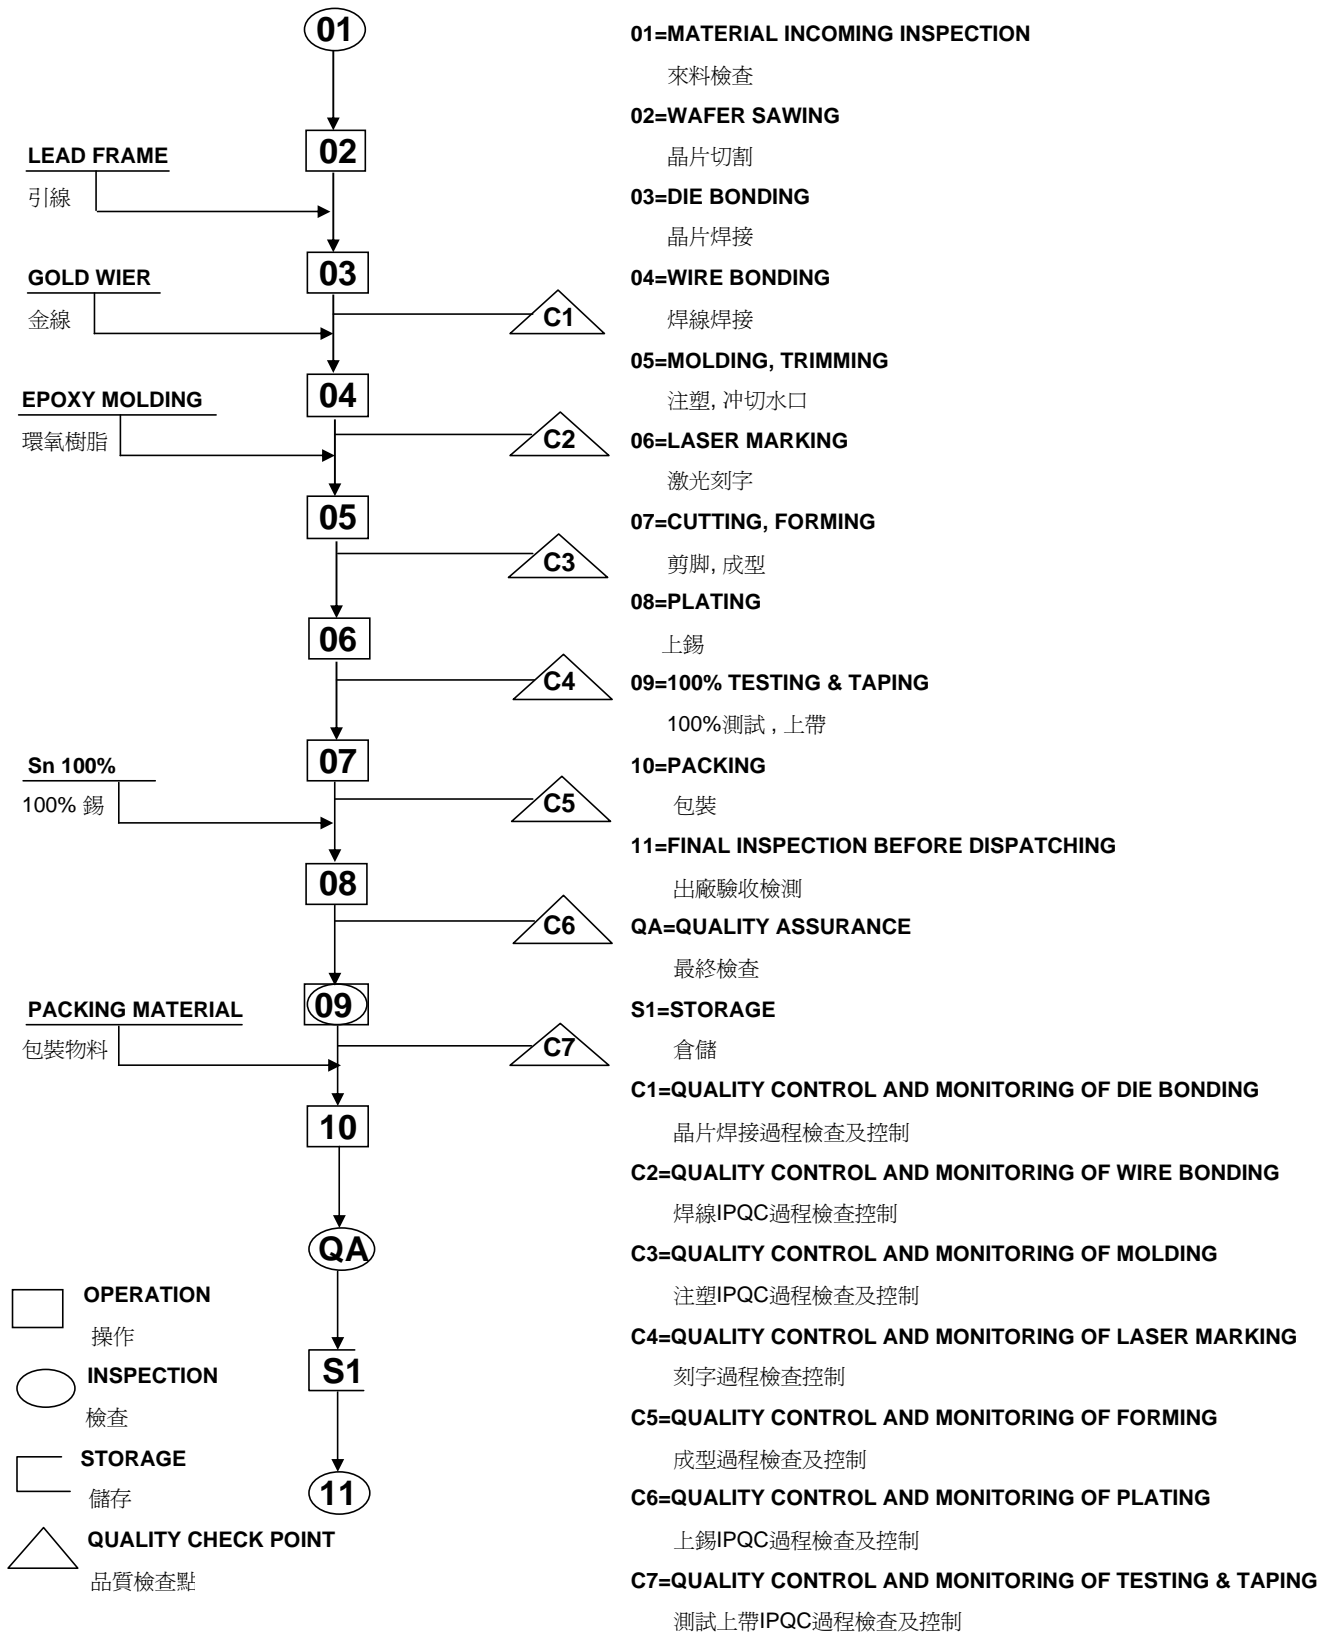 01
02
LEAD FRAME
引線
03
GOLD WIER
金線
C1
04
EPOXY MOLDING
環氧樹脂
C2
05
C3
06
C4
07
Sn 100%
100% 錫
C5
08
C6
09
PACKING MATERIAL
包裝物料
C7
10
QA
S1
11
OPERATION
操作
INSPECTION
檢查
STORAGE
儲存
QUALITY CHECK POINT
品質檢查點
01=MATERIAL INCOMING INSPECTION
來料檢查
02=WAFER SAWING
晶片切割
03=DIE BONDING
晶片焊接
04=WIRE BONDING
焊線焊接
05=MOLDING, TRIMMING
注塑, 冲切水口
06=LASER MARKING
激光刻字
07=CUTTING, FORMING
剪脚, 成型
08=PLATING
上錫
09=100% TESTING & TAPING
100%測試 , 上帶
10=PACKING
包裝
11=FINAL INSPECTION BEFORE DISPATCHING
出廠驗收檢測
QA=QUALITY ASSURANCE
最終檢查
S1=STORAGE
倉儲
C1=QUALITY CONTROL AND MONITORING OF DIE BONDING
晶片焊接過程檢查及控制
C2=QUALITY CONTROL AND MONITORING OF WIRE BONDING
焊線IPQC過程檢查控制
C3=QUALITY CONTROL AND MONITORING OF MOLDING
注塑IPQC過程檢查及控制
C4=QUALITY CONTROL AND MONITORING OF LASER MARKING
刻字過程檢查控制
C5=QUALITY CONTROL AND MONITORING OF FORMING
成型過程檢查及控制
C6=QUALITY CONTROL AND MONITORING OF PLATING
上錫IPQC過程檢查及控制
C7=QUALITY CONTROL AND MONITORING OF TESTING & TAPING
測試上帶IPQC過程檢查及控制